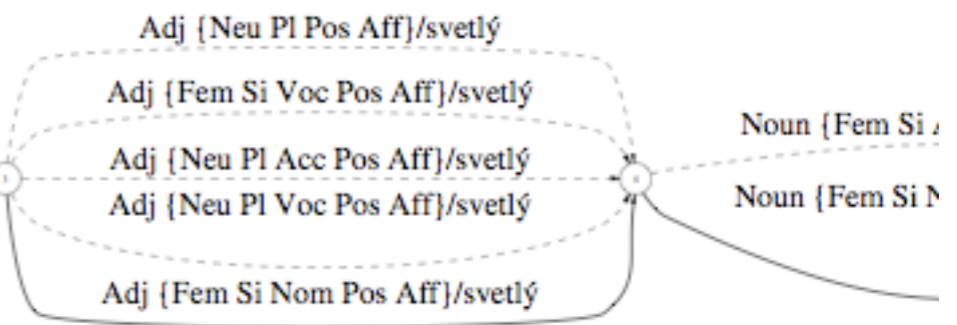 Adj {Neu Pl Pos Aff}/svetlý
Adj {Fem Si Voc Pos Aff}/svetlý
Adj {Neu Pl Acc Pos Aff}/svetlý
Adj {Neu Pl Voc Pos Aff}/svetlý
Adj {Fem Si Nom Pos Aff}/svetlý
Noun {Fem Si
Noun {Fem Si